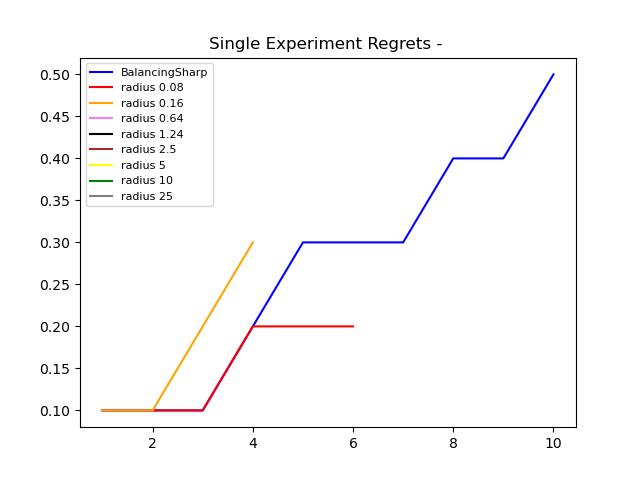 Single Experiment Regrets -
BalancingSharp
radius 0.08
radius 0.16
radius 0.64
radius 1.24
radius 2.5
radius 5
radius 10
radius 25
0.50
0.45
0.40
0.35
0.30
0.25
0.20
0.15
0.10
2 4 6 8 10